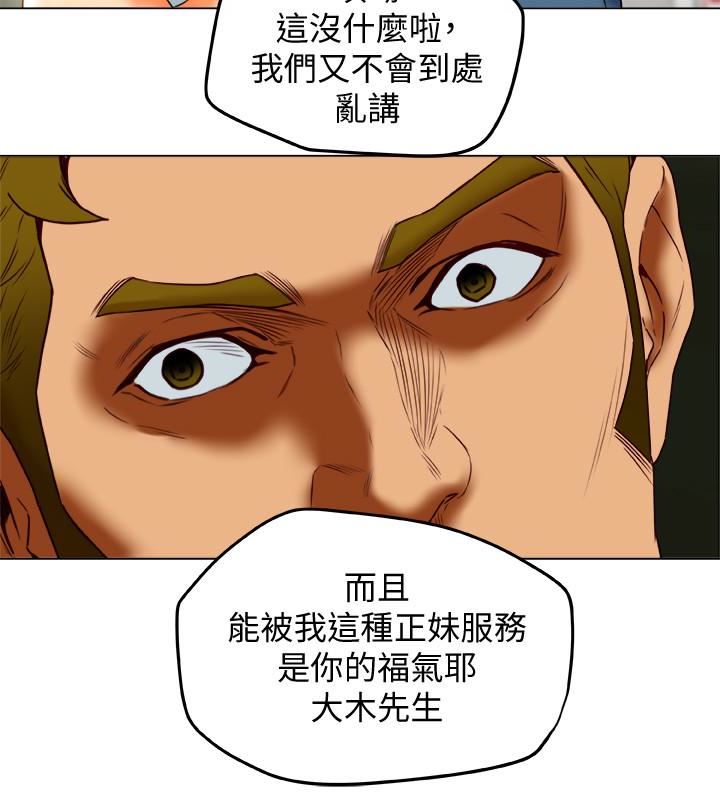 這沒什麼啦，
我們又不會到處
亂講
而且
能被我這種正妹服務
是你的福氣耶
大木先生